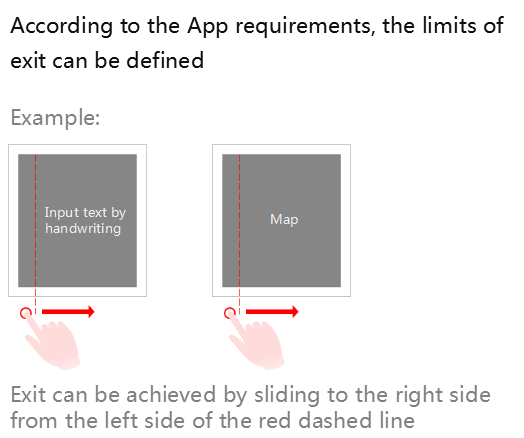 According to the App requirements, the limits of
exit can be defined
Example:
Input text by
handwriting
Map
Exit can be achieved by sliding to the right side
from the left side of the red dashed line